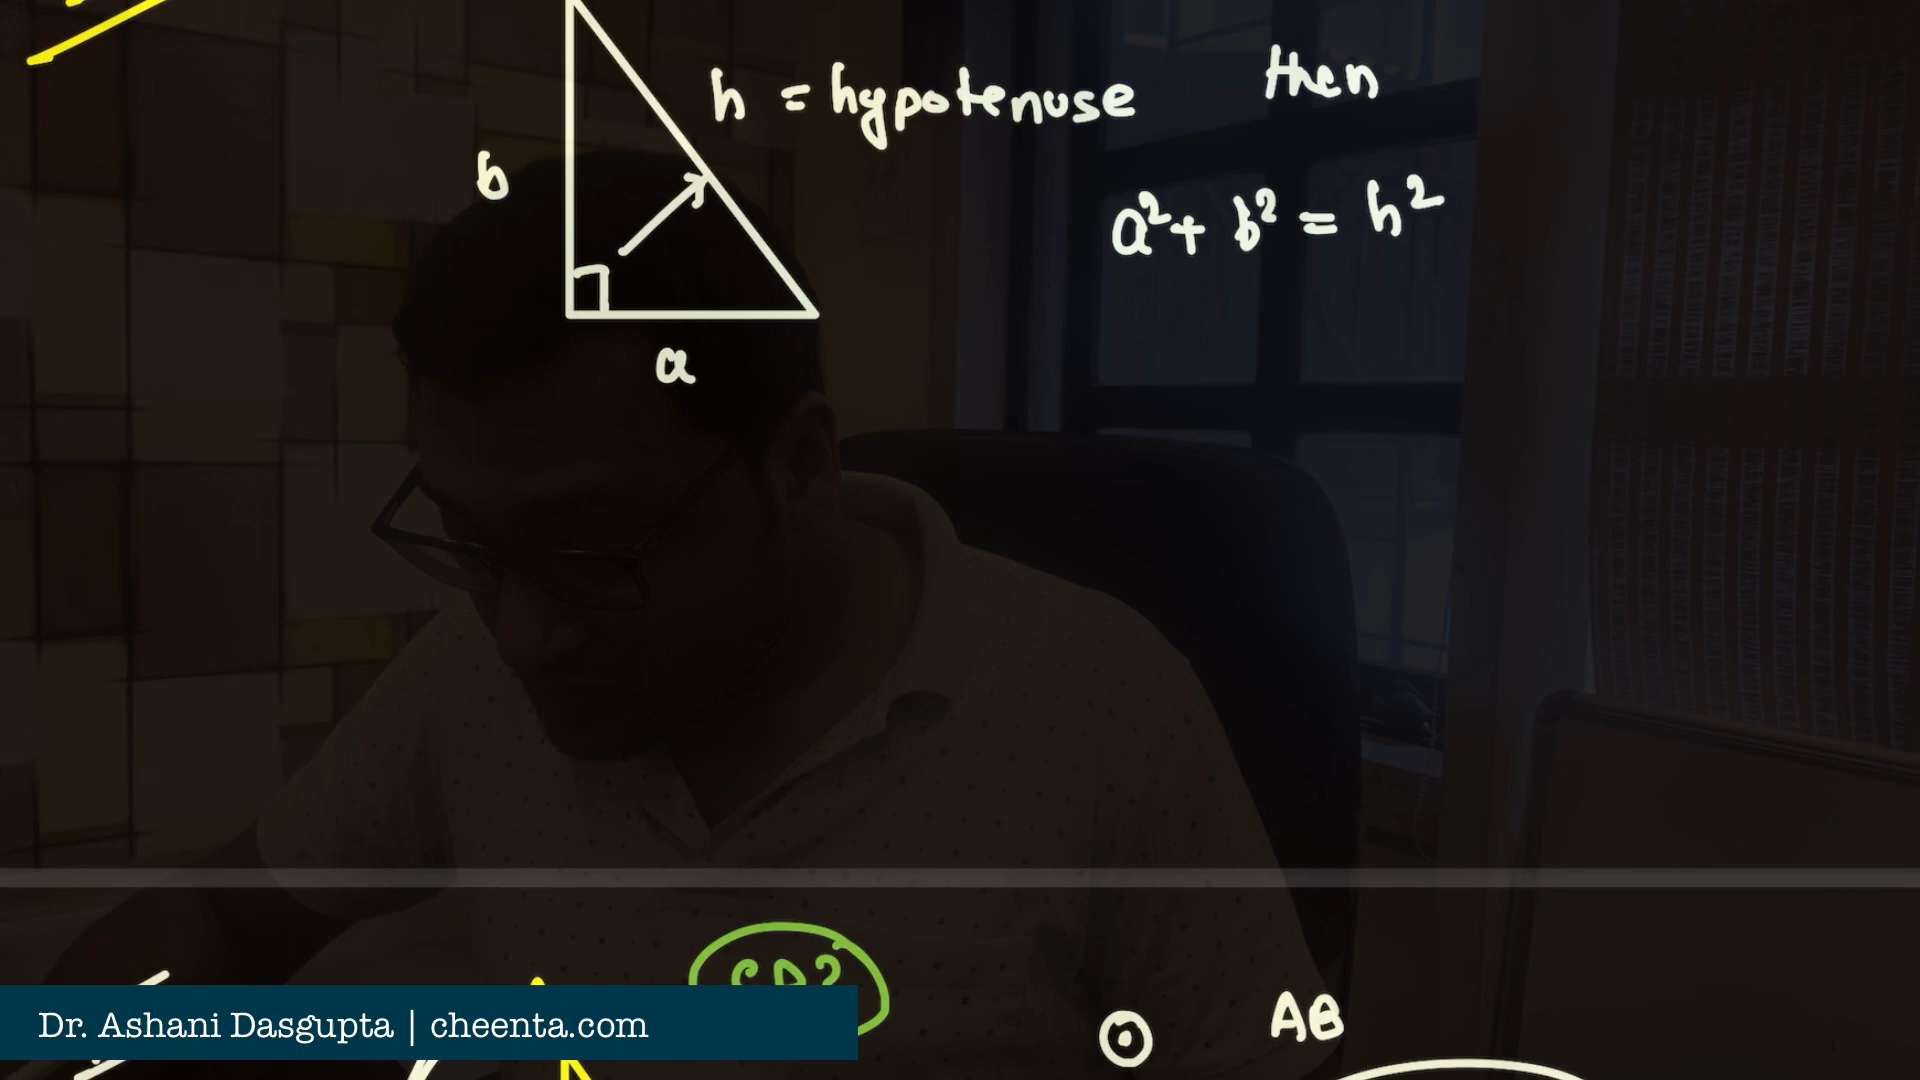 h = hypotenuse
then
b
a²+ b² = h²
a
AB
Dr. Ashani Dasgupta | cheenta.com